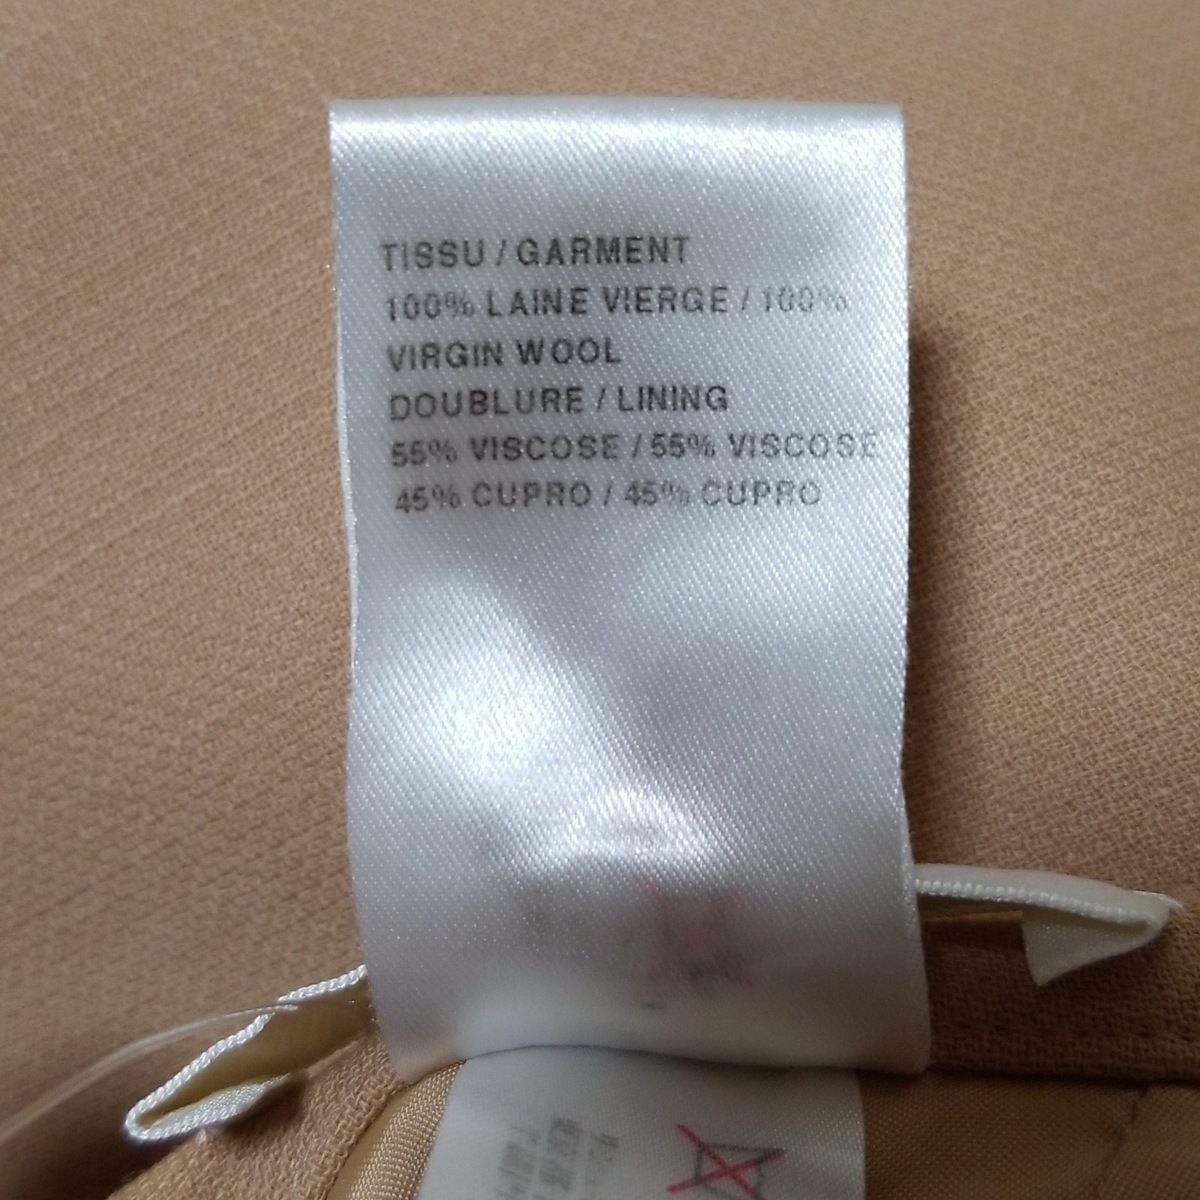 TISSU / GARMENT
100% LAINE VIERGE / 100%
VIRGIN WOOL
DOUBLURE / LINING
55% VISCOSE / 55% VISCOSE
45% CUPRO / 45% CUPRO